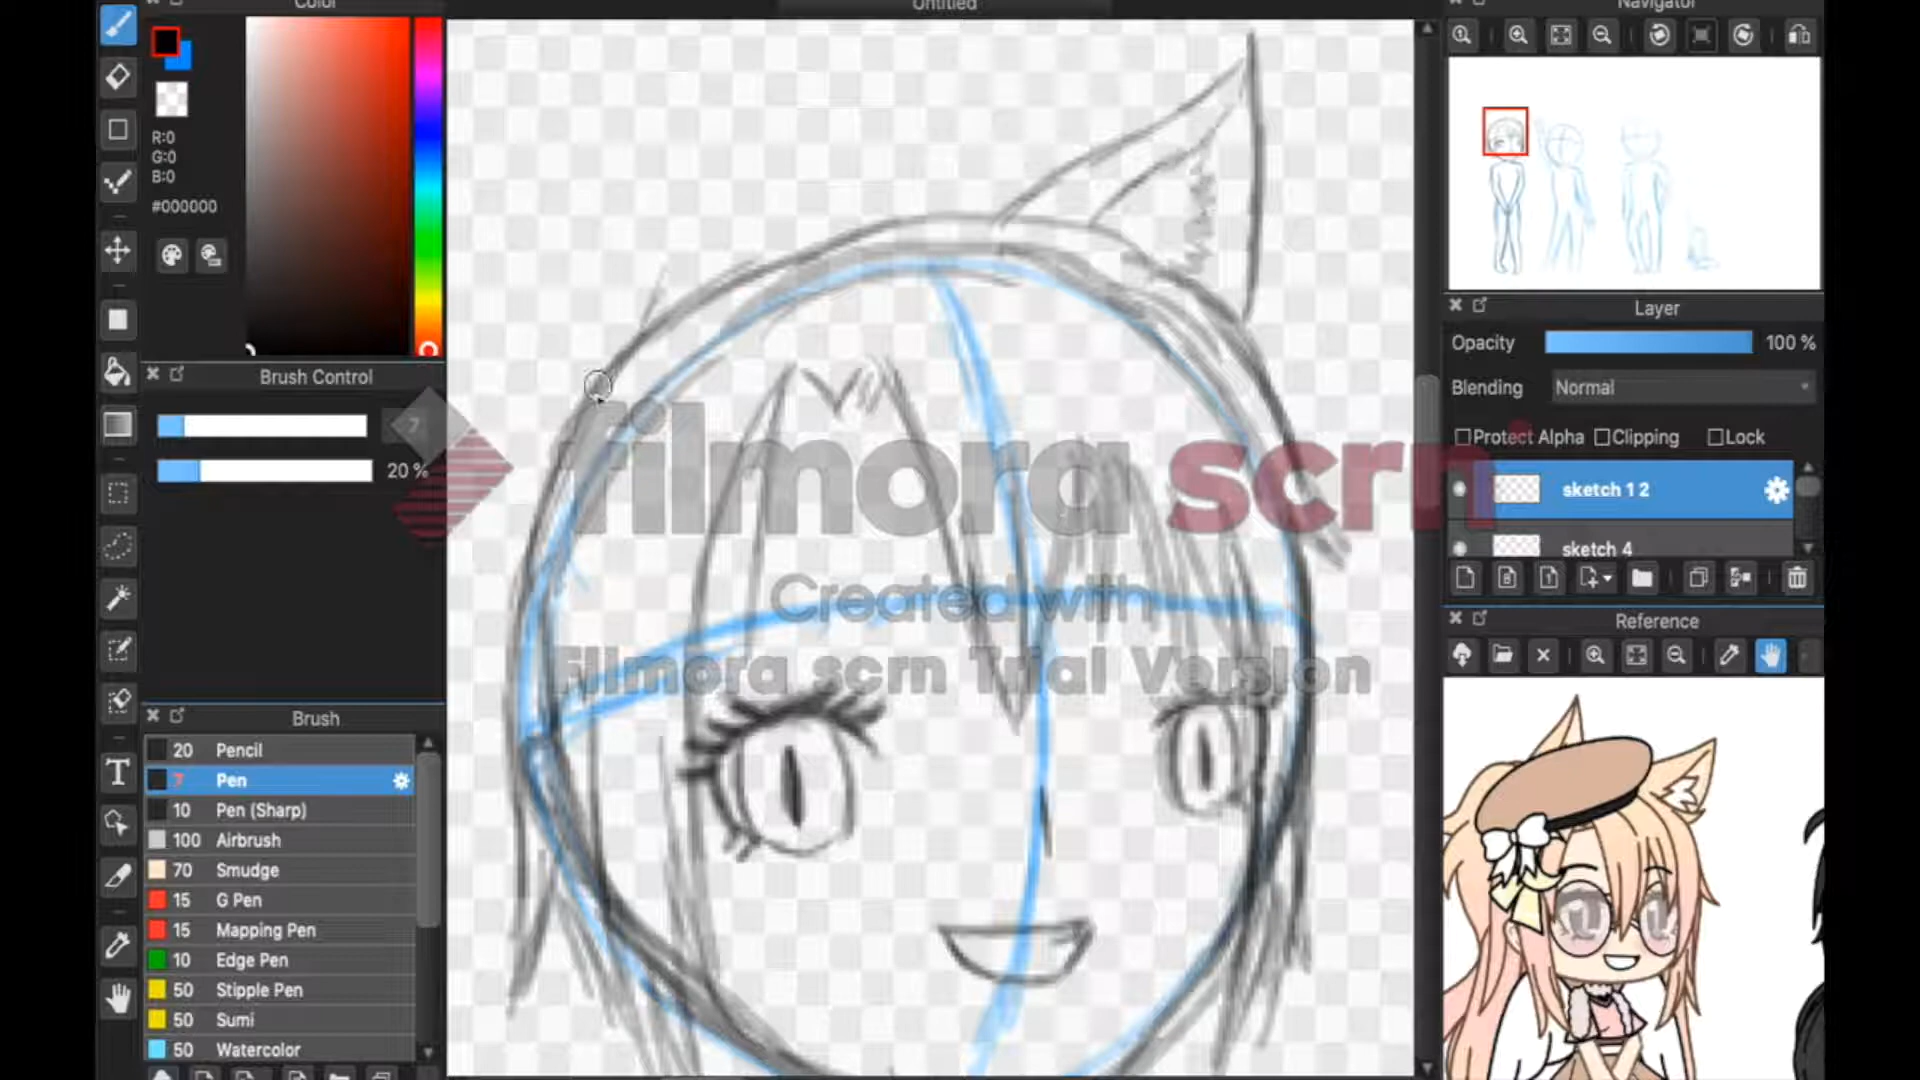 Color
Untitled
Navigator
R:0
G:0
B:0
#000000
Layer
Opacity
100 %
Brush Control
Blending
Normal
7
Protect Alpha
Clipping
Lock
20 %
filmora scrn
sketch 1 2
sketch 4
Created with
Filmora scrn Trial Version
Reference
Brush
20 Pencil
7 Pen
10 Pen (Sharp)
100 Airbrush
70 Smudge
15 G Pen
15 Mapping Pen
10 Edge Pen
50 Stipple Pen
50 Sumi
50 Watercolor